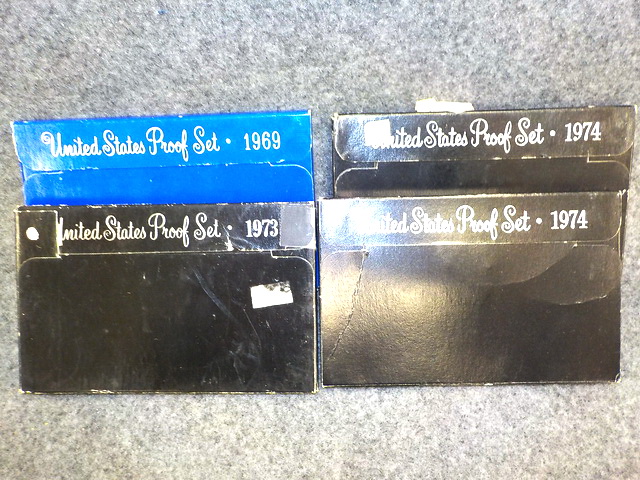 United States Proof Set • 1969
United States Proof Set • 1974
United States Proof Set • 1973
United States Proof Set • 1974